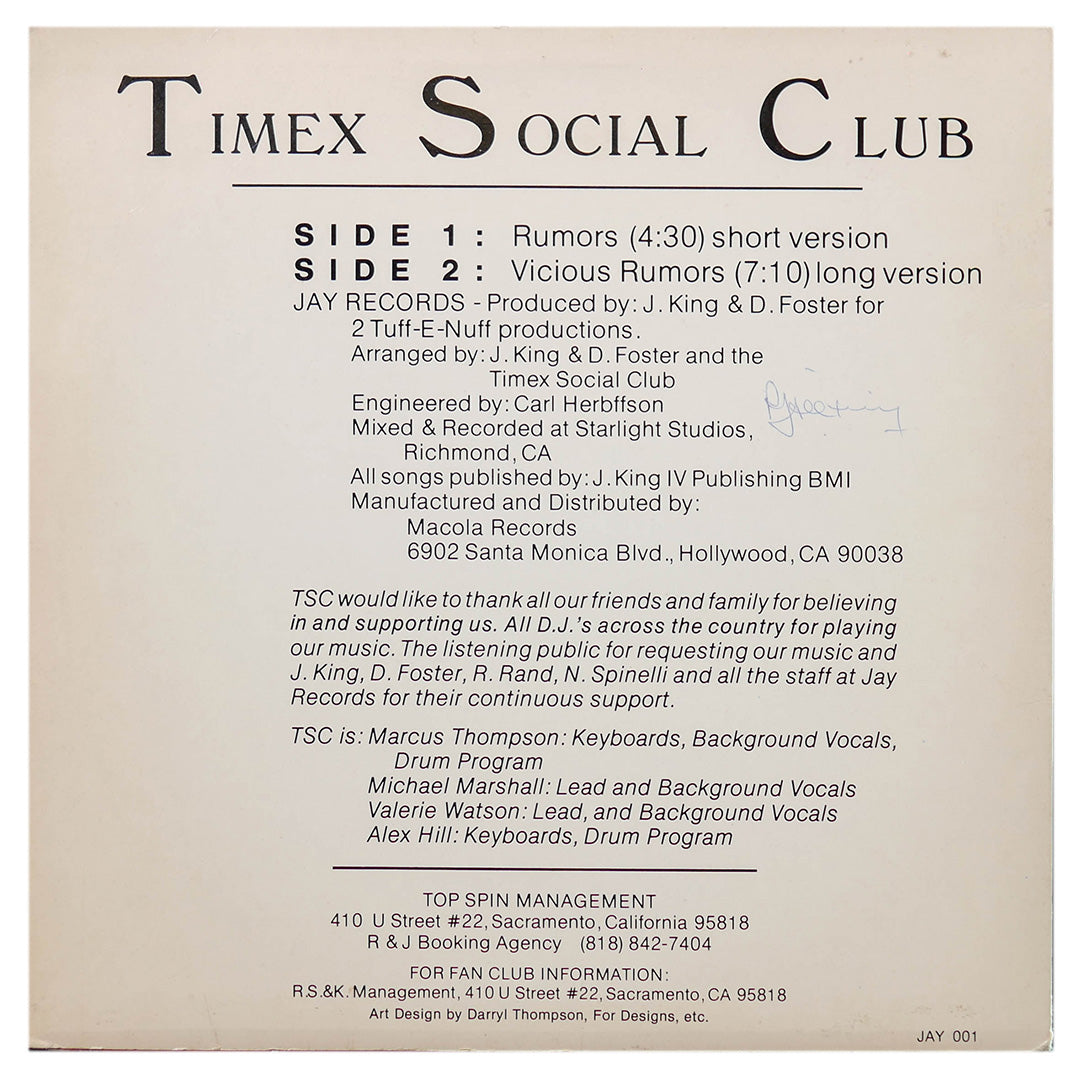 TIMEX SOCIAL CLUB
SIDE 1: Rumors (4:30) short version
SIDE 2: Vicious Rumors (7:10) long version
JAY RECORDS - Produced by: J. King & D. Foster for
2 Tuff-E-Nuff productions.
Arranged by: J. King & D. Foster and the
Timex Social Club
Engineered by: Carl Herbffson
Mixed & Recorded at Starlight Studios,
Richmond, CA
All songs published by: J. King IV Publishing BMI
Manufactured and Distributed by:
Macola Records
6902 Santa Monica Blvd., Hollywood, CA 90038
TSC would like to thank all our friends and family for believing
in and supporting us. All D.J.'s across the country for playing
our music. The listening public for requesting our music and
J. King, D. Foster, R. Rand, N. Spinelli and all the staff at Jay
Records for their continuous support.
TSC is: Marcus Thompson: Keyboards, Background Vocals,
Drum Program
Michael Marshall: Lead and Background Vocals
Valerie Watson: Lead, and Background Vocals
Alex Hill: Keyboards, Drum Program
TOP SPIN MANAGEMENT
410 U Street #22, Sacramento, California 95818
R & J Booking Agency (818) 842-7404
FOR FAN CLUB INFORMATION:
R.S.&K. Management, 410 U Street #22, Sacramento, CA 95818
Art Design by Darryl Thompson, For Designs, etc.
JAY 001